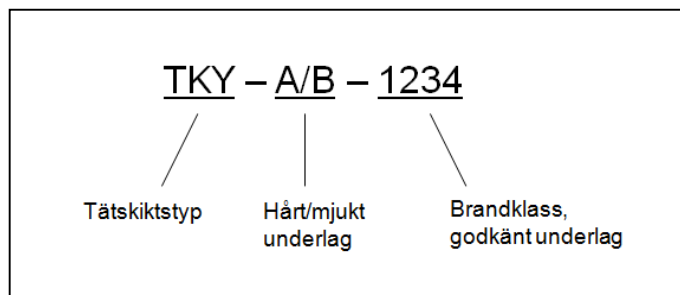 TKY – A/B – 1234
Tätskiktstyp
Hårt/mjukt
underlag
Brandklass,
godkänt underlag